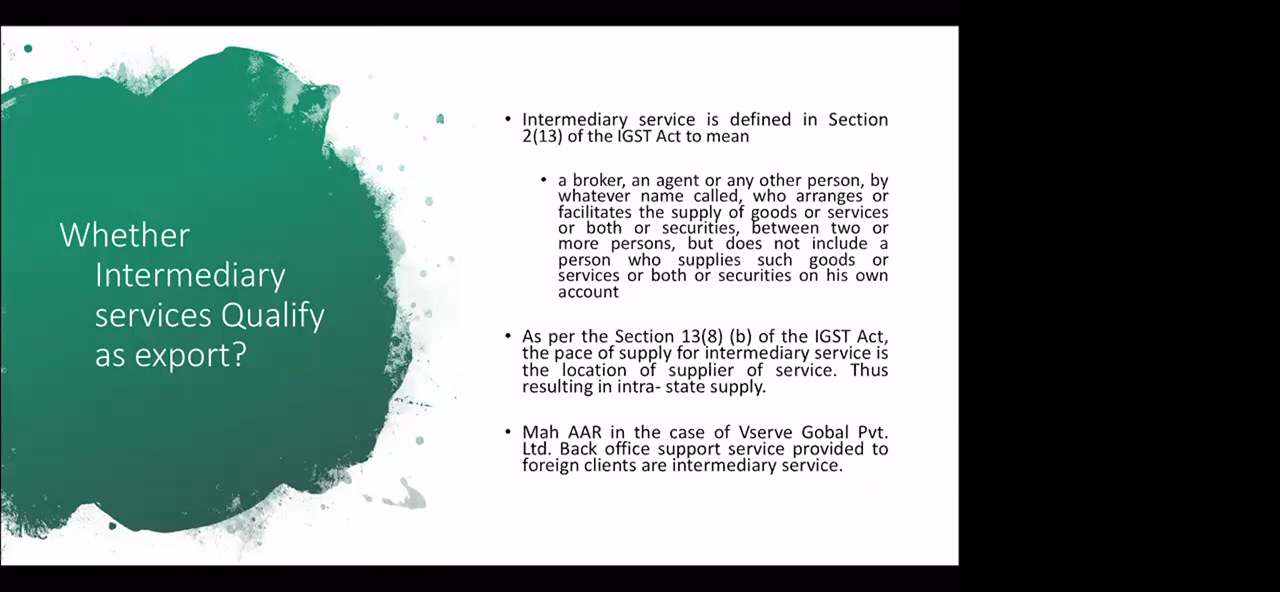 Whether
Intermediary
services Qualify
as export?
• Intermediary service is defined in Section
2(13) of the IGST Act to mean
• a broker, an agent or any other person, by
whatever name called, who arranges or
facilitates the supply of goods or services
or both or securities, between two or
more persons, but does not include a
person who supplies such goods or
services or both or securities on his own
account
• As per the Section 13(8) (b) of the IGST Act,
the pace of supply for intermediary service is
the location of supplier of service. Thus
resulting in intra- state supply.
• Mah AAR in the case of Vserve Gobal Pvt.
Ltd. Back office support service provided to
foreign clients are intermediary service.